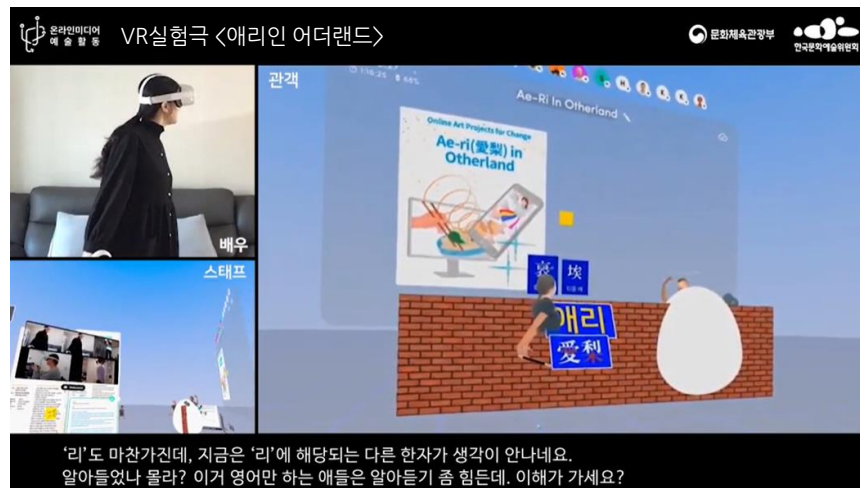 온라인미디어
예술활동
VR실험극 <애리인 어더랜드>
문화체육관광부
한국문화예술위원회
배우
스태프
관객
Ae-Ri In Otherland
Online Art Projects for Change
Ae-ri(愛梨) in
Otherland
埃
애리
愛梨
'리'도 마찬가진데, 지금은 '리'에 해당되는 다른 한자가 생각이 안나네요.
알아들었나 몰라? 이거 영어만 하는 애들은 알아듣기 좀 힘든데. 이해가 가세요?